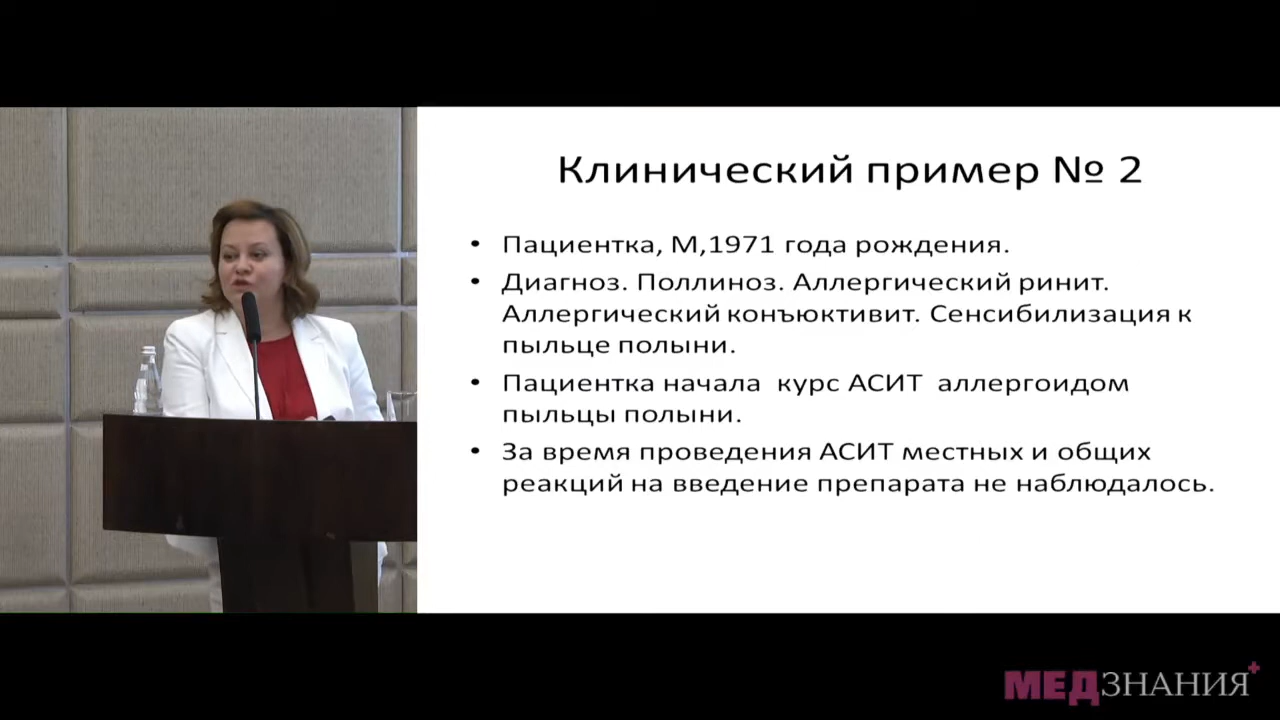 Клинический пример № 2
• Пациентка, М,1971 года рождения.
• Диагноз. Поллиноз. Аллергический ринит.
Аллергический конъюктивит. Сенсибилизация к
пыльце полыни.
• Пациентка начала курс АСИТ аллергоидом
пыльцы полыни.
• За время проведения АСИТ местных и общих
реакций на введение препарата не наблюдалось.
МЕДЗНАНИЯ+